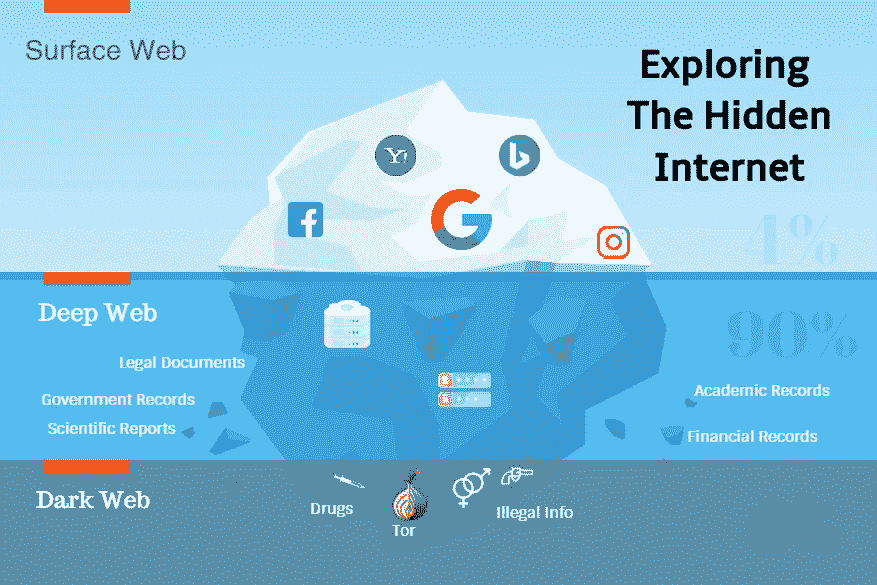 Surface Web
Exploring
The Hidden
Internet
Y!
4%
Deep Web
90%
Legal Documents
Government Records
Scientific Reports
Academic Records
Financial Records
Dark Web
Drugs
Tor
Illegal Info